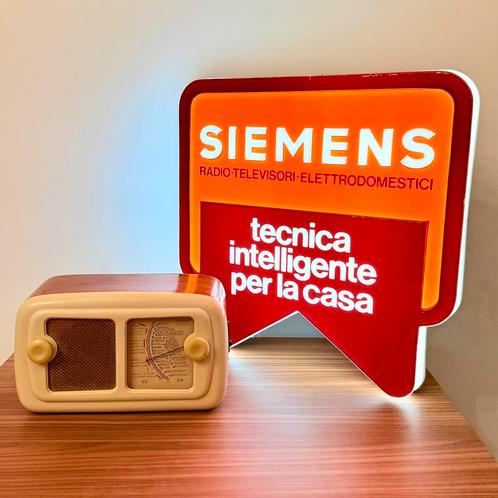 SIEMENS
RADIO·TELEVISORI·ELETTRODOMESTICI
tecnica
intelligente
per la casa